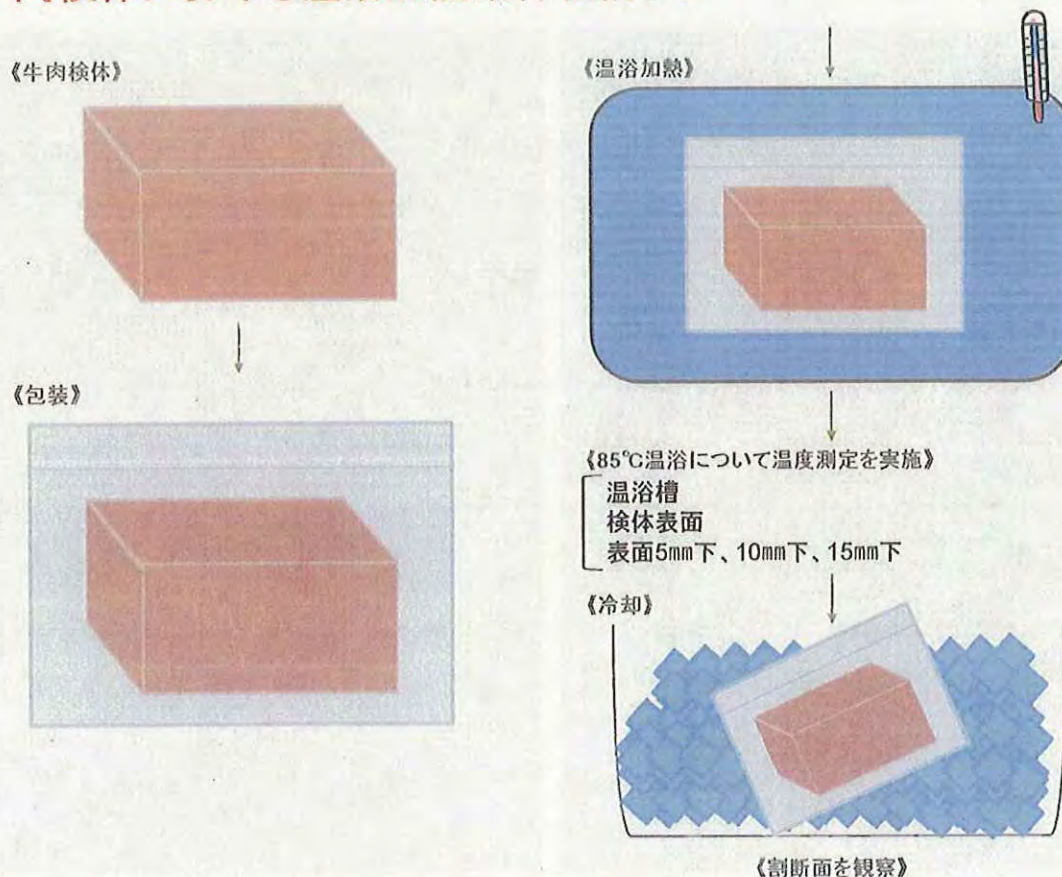 《牛肉検体》
《包装》
《温浴加熱》
《85℃温浴について温度測定を実施》
温浴槽
検体表面
表面5mm下、10mm下、15mm下
《冷却》
《割断面を観察》